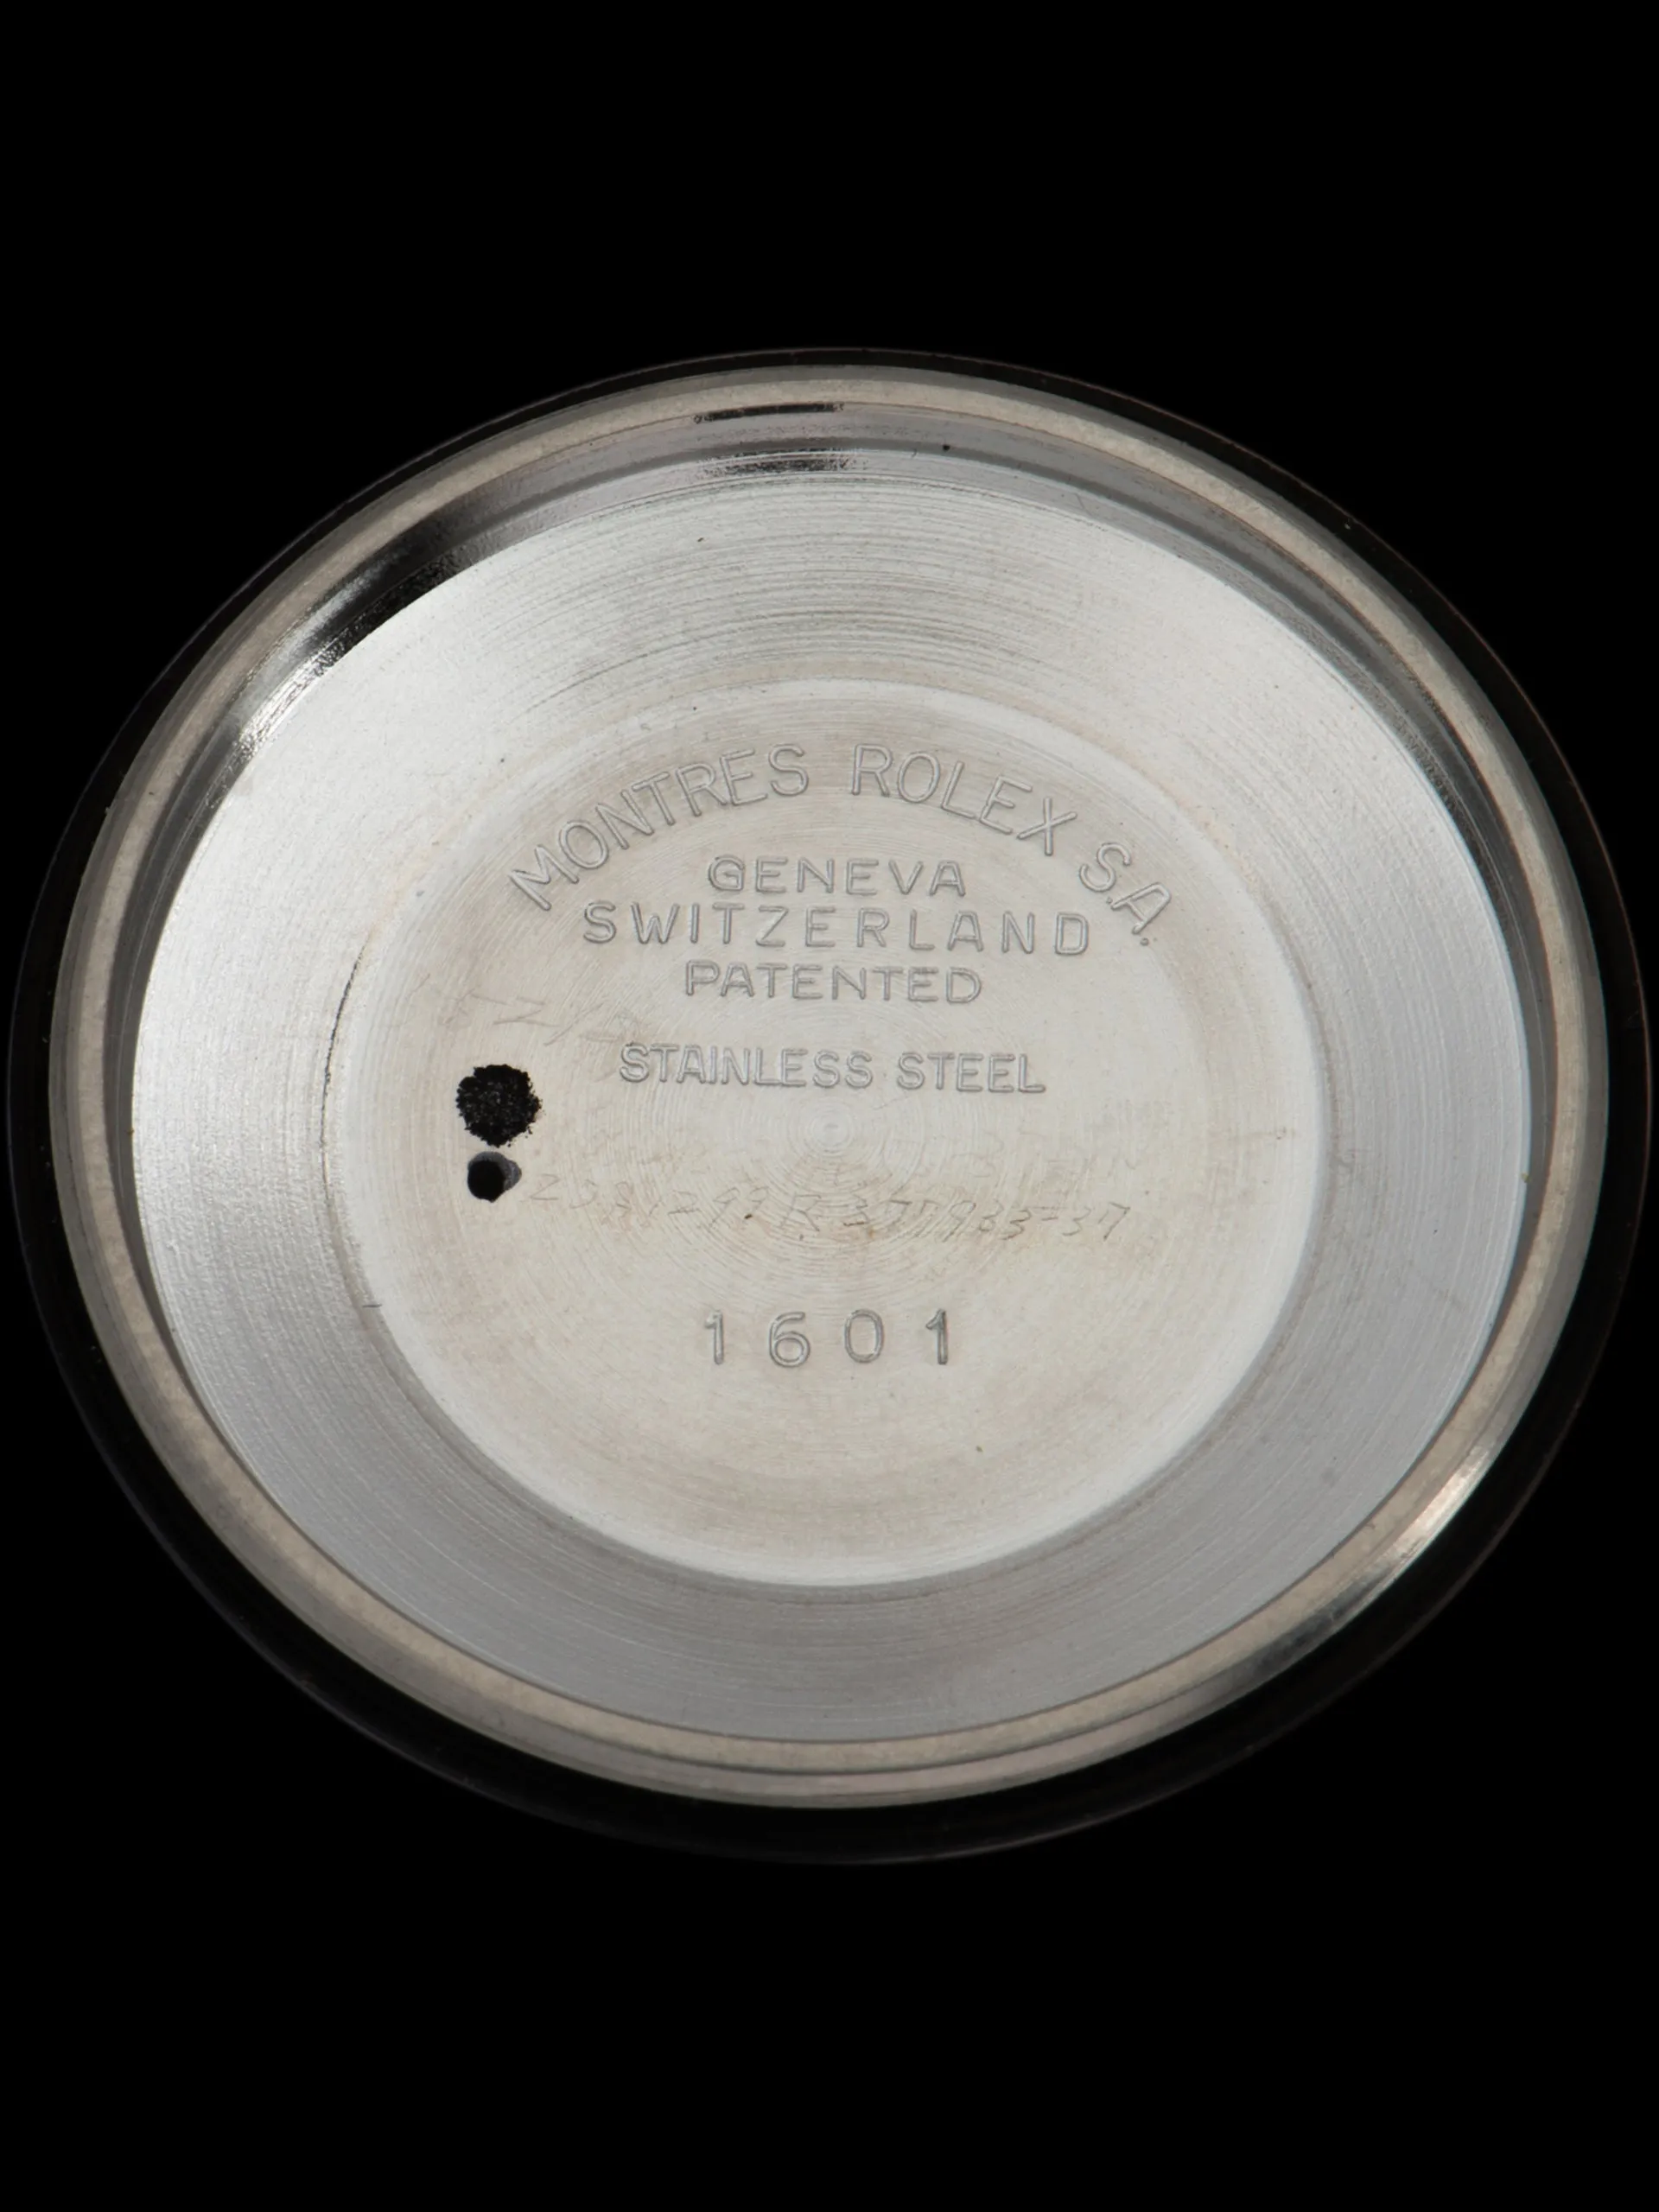 MONTRES ROLEX S.A.
GENEVA
SWITZERLAND
PATENTED
STAINLESS STEEL
1601